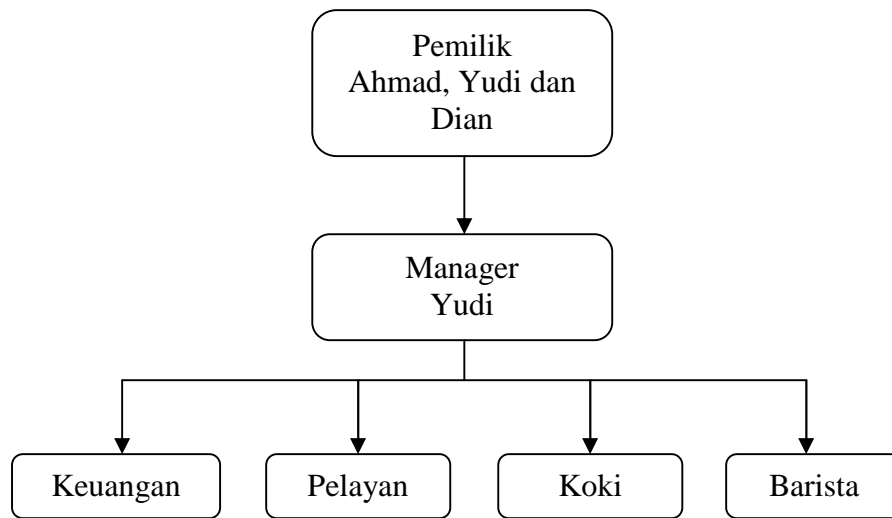 Pemilik
Ahmad, Yudi dan
Dian
Manager
Yudi
Keuangan
Pelayan
Koki
Barista